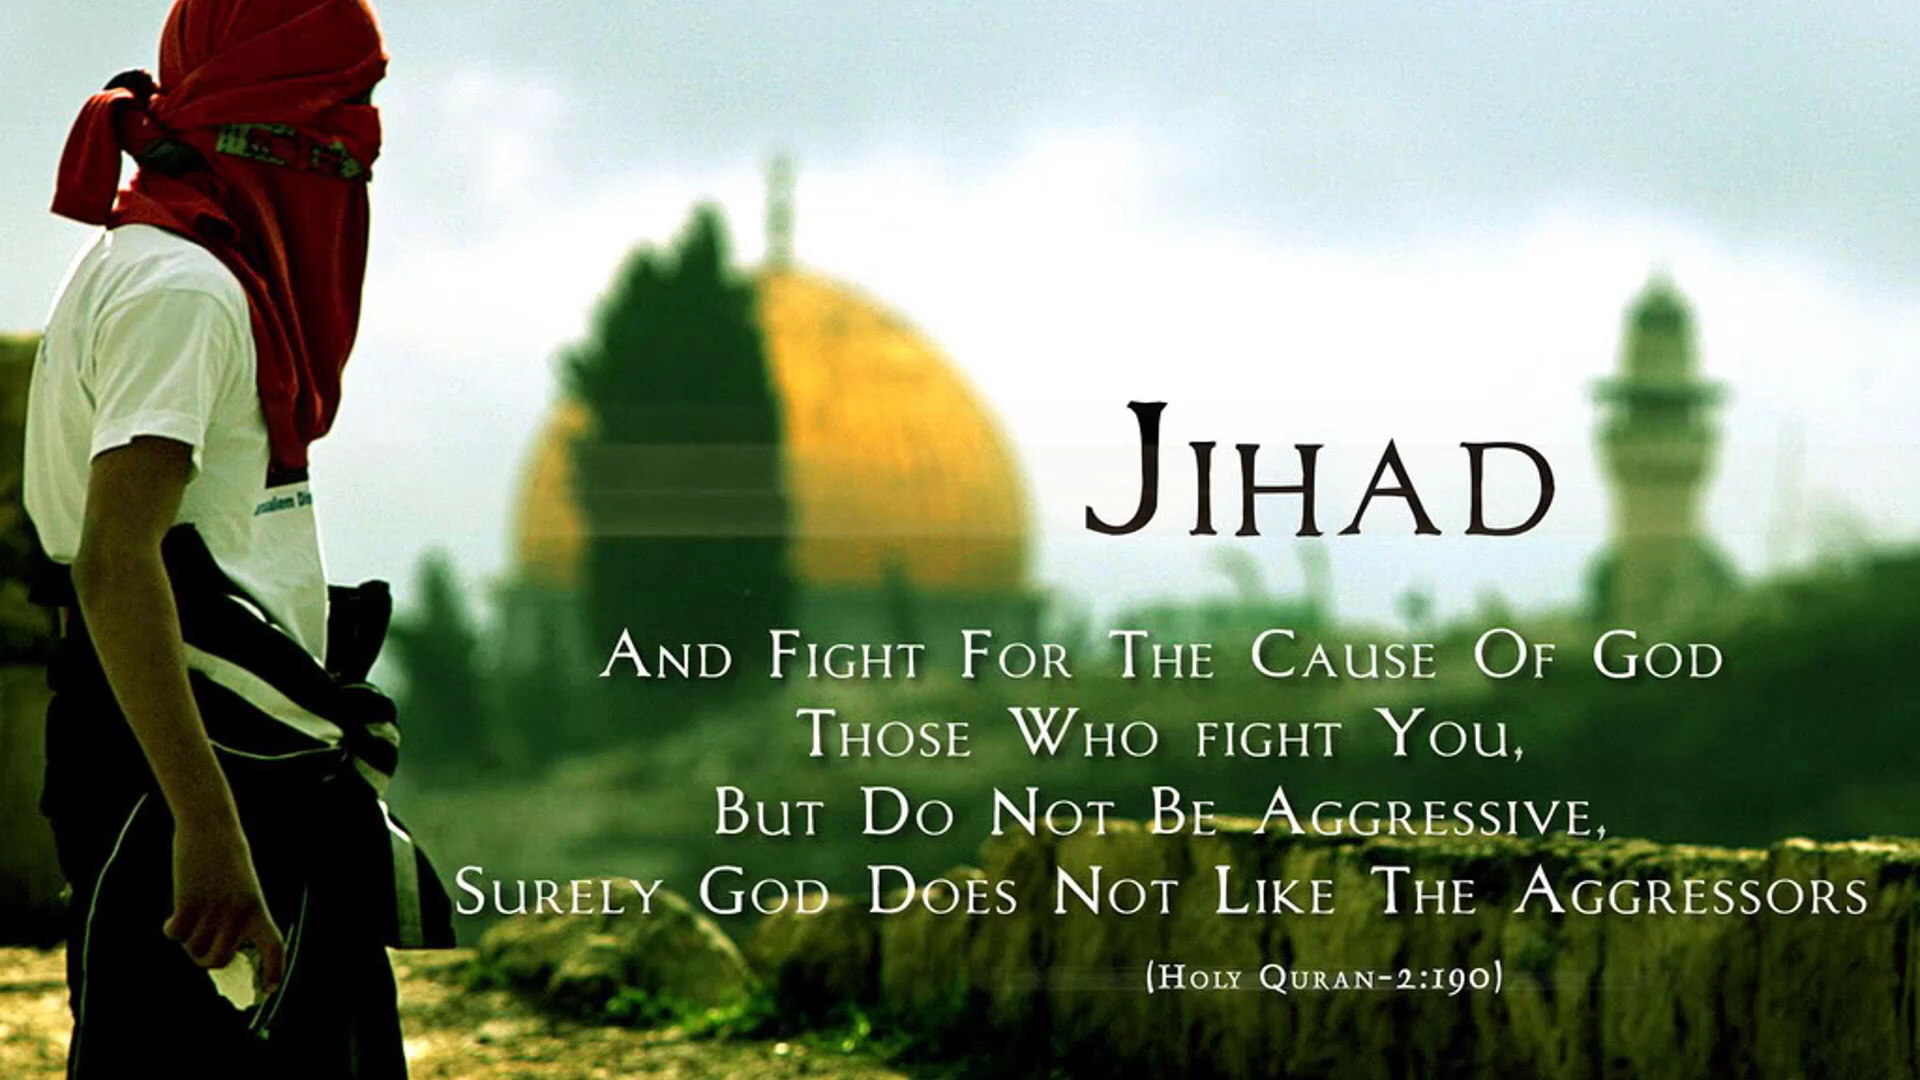 Jihad
And Fight For The Cause Of God
Those Who fight You,
But Do Not Be Aggressive,
Surely God Does Not Like The Aggressors
(Holy Quran-2:190)